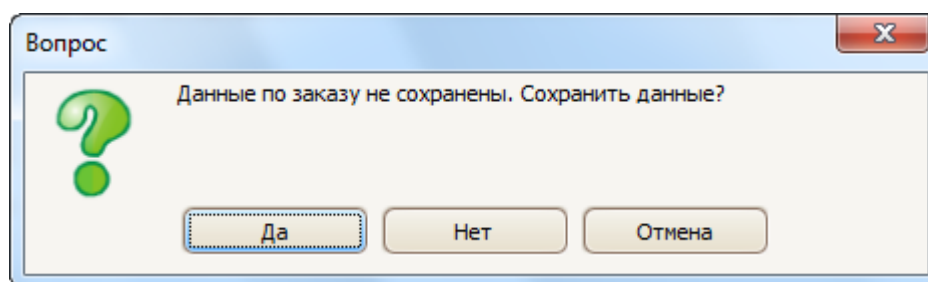 Вопрос
Данные по заказу не сохранены. Сохранить данные?
Да
Нет
Отмена